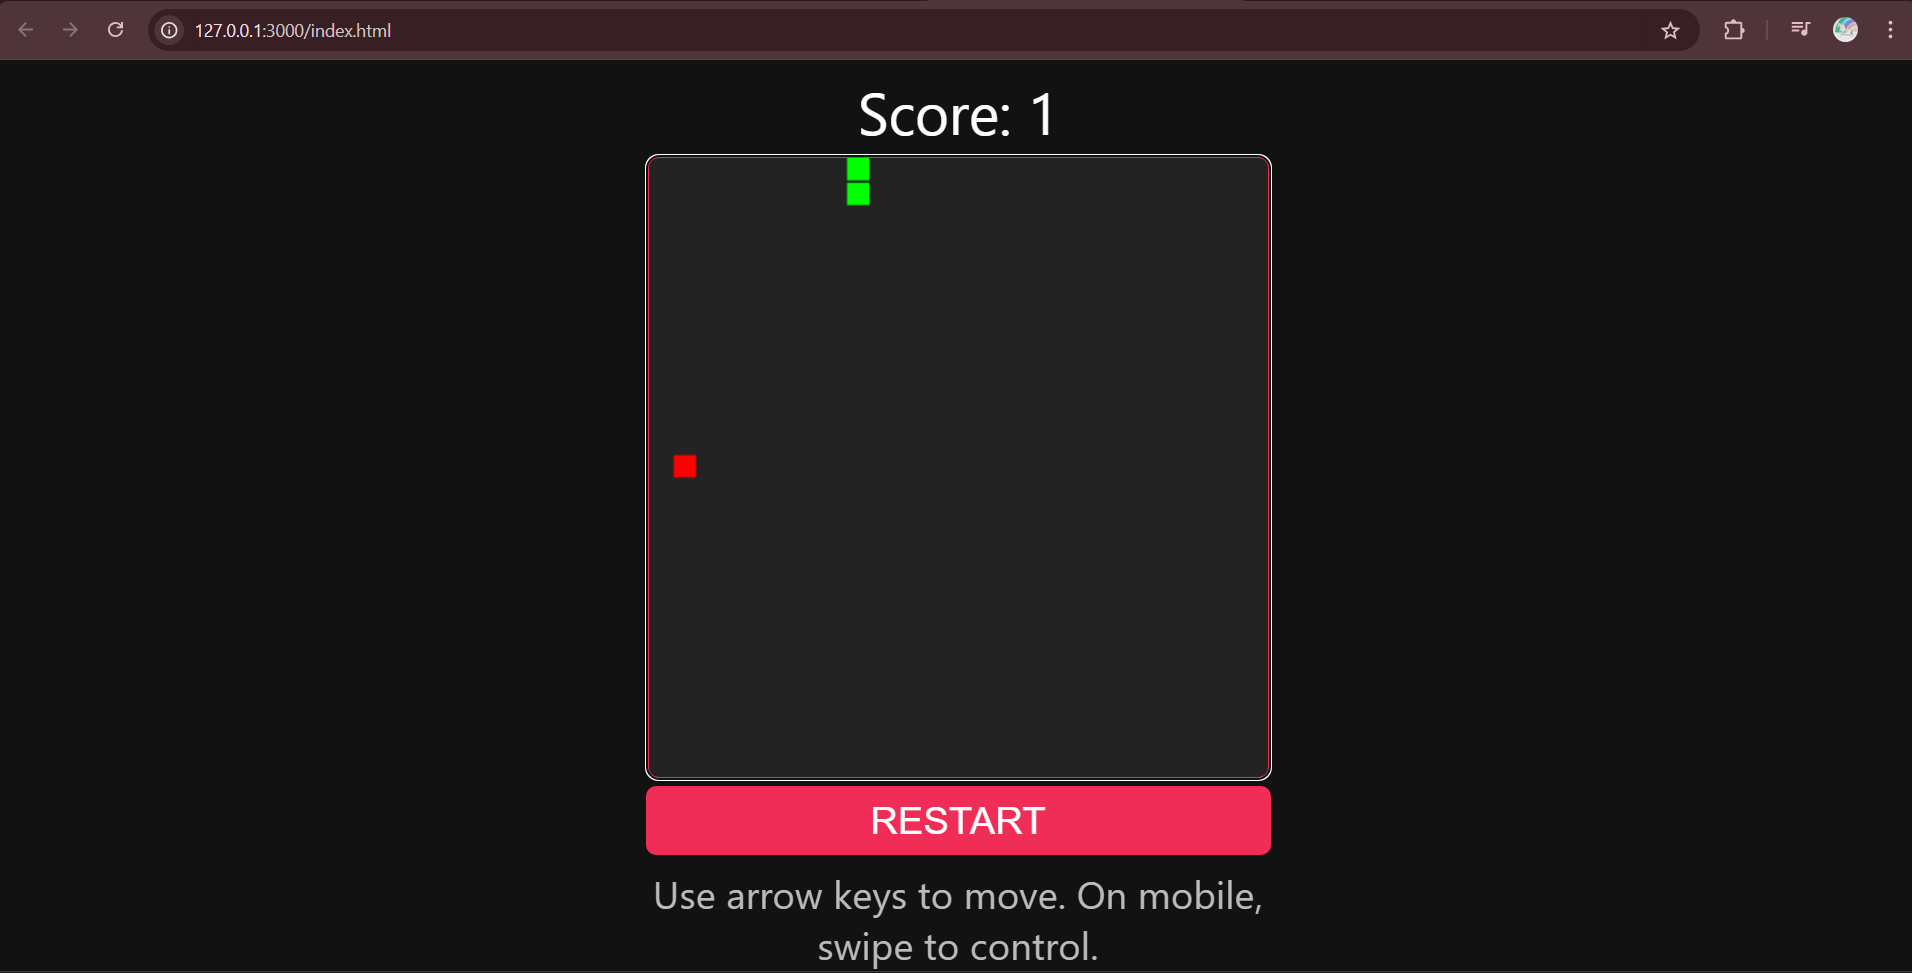 127.0.0.1:3000/index.html
Score: 1
RESTART
Use arrow keys to move. On mobile,
swipe to control.